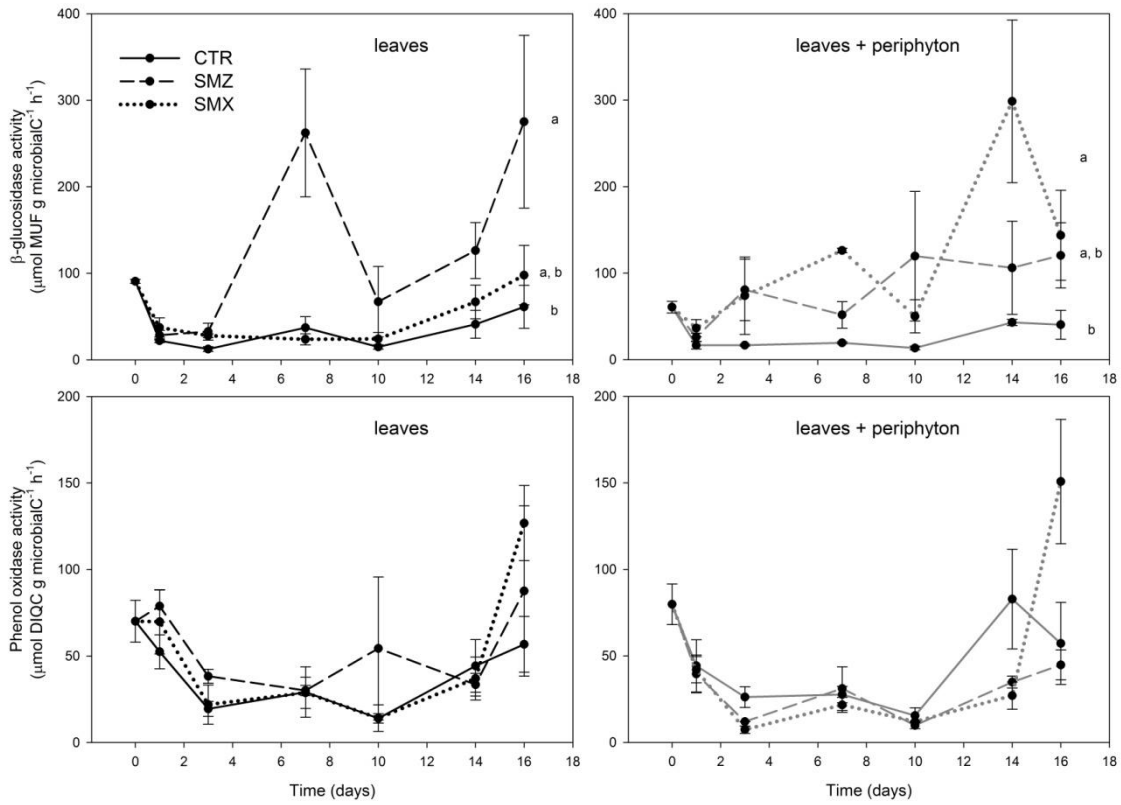 400
300
200
100
0
β-glucosidase activity
(μmol MUF g microbialC⁻¹ h⁻¹)
CTR
SMZ
SMX
leaves
a
a, b
b
0 2 4 6 8 10 12 14 16 18
400
300
200
100
0
leaves + periphyton
a
a, b
b
0 2 4 6 8 10 12 14 16 18
200
150
100
50
0
Phenol oxidase activity
(μmol DIQC g microbialC⁻¹ h⁻¹)
leaves
0 2 4 6 8 10 12 14 16 18
Time (days)
200
150
100
50
0
leaves + periphyton
0 2 4 6 8 10 12 14 16 18
Time (days)